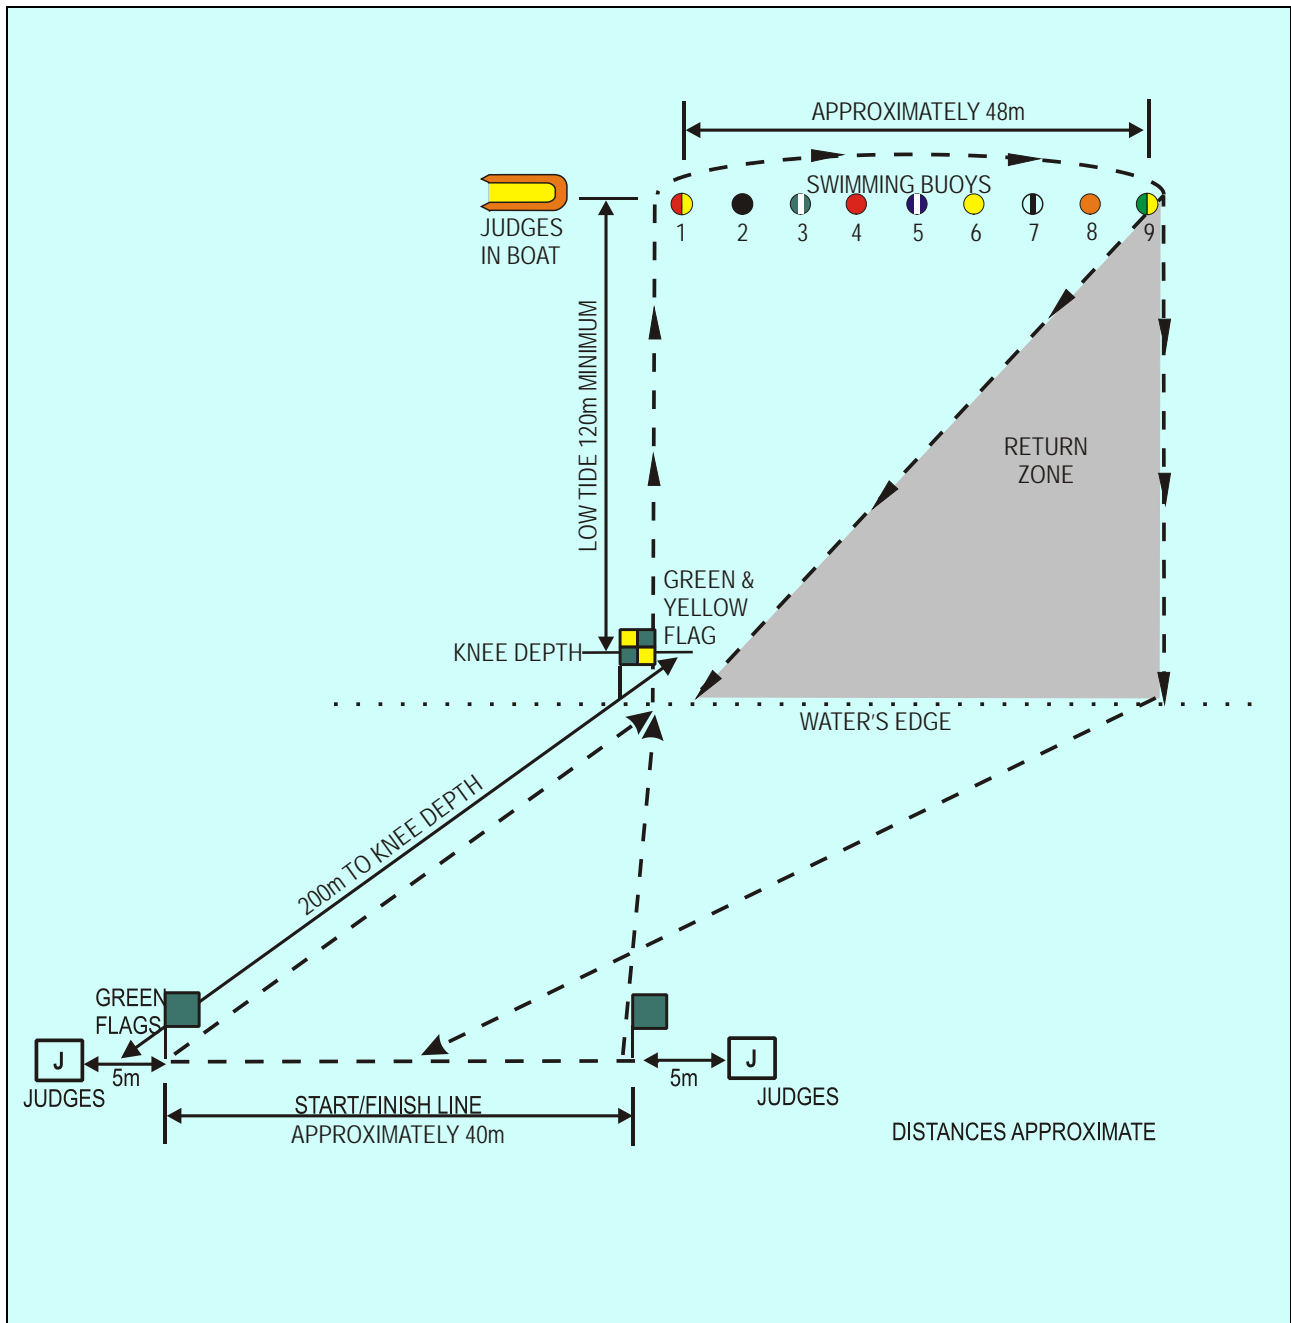 APPROXIMATELY 48m
SWIMMING BUOYS
1 2 3 4 5 6 7 8 9
JUDGES
IN BOAT
LOW TIDE 120m MINIMUM
RETURN
ZONE
GREEN &
YELLOW
FLAG
KNEE DEPTH
WATER'S EDGE
200m TO KNEE DEPTH
GREEN
FLAGS
J
5m
JUDGES
5m
J
JUDGES
START/FINISH LINE
APPROXIMATELY 40m
DISTANCES APPROXIMATE